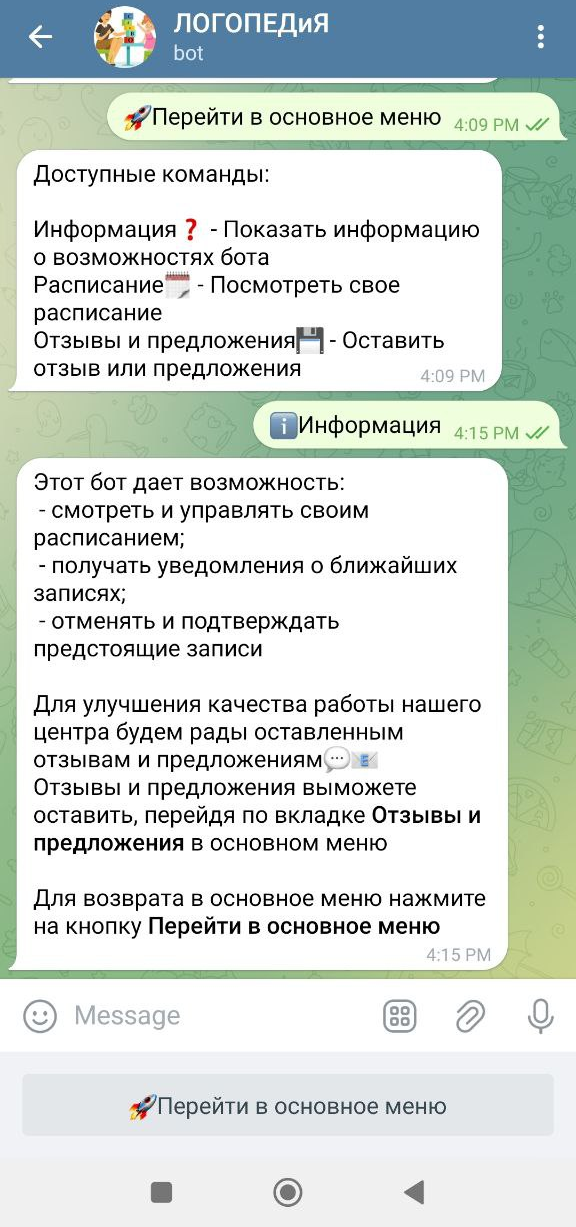 ЛОГОПЕДиЯ
bot
🚀Перейти в основное меню 4:09 PM
Доступные команды:
Информация❓ - Показать информацию
о возможностях бота
Расписание🗓 - Посмотреть свое
расписание
Отзывы и предложения💾 - Оставить
отзыв или предложения 4:09 PM
ℹ️Информация 4:15 PM
Этот бот дает возможность:
- смотреть и управлять своим
расписанием;
- получать уведомления о ближайших
записях;
- отменять и подтверждать
предстоящие записи
Для улучшения качества работы нашего
центра будем рады оставленным
отзывам и предложениям💬📧
Отзывы и предложения выможете
оставить, перейдя по вкладке Отзывы и
предложения в основном меню
Для возврата в основное меню нажмите
на кнопку Перейти в основное меню
4:15 PM
Message
🚀Перейти в основное меню